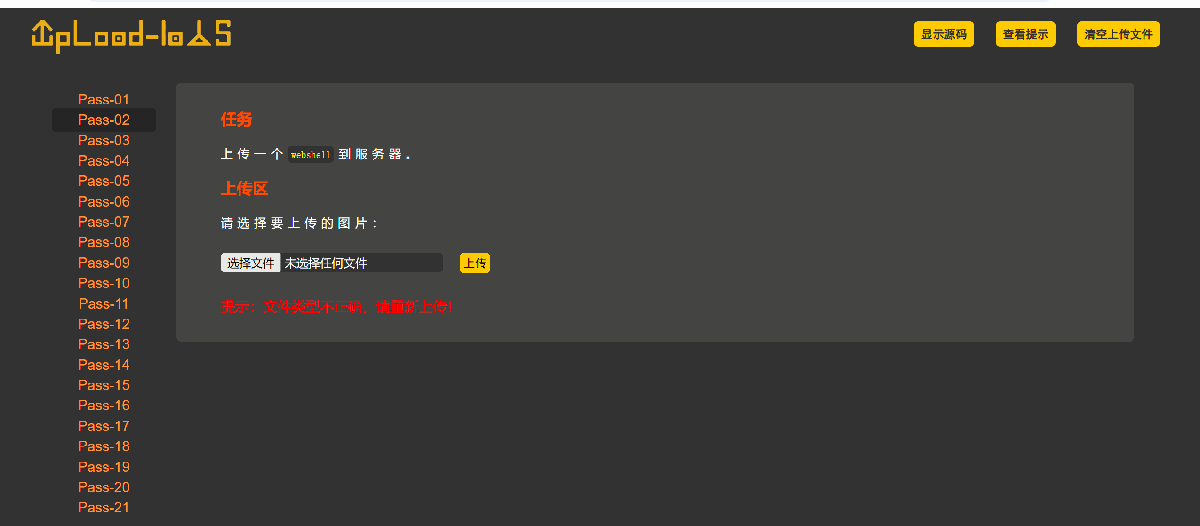 UpLoad-labs
显示源码 查看提示 清空上传文件
Pass-01
Pass-02
Pass-03
Pass-04
Pass-05
Pass-06
Pass-07
Pass-08
Pass-09
Pass-10
Pass-11
Pass-12
Pass-13
Pass-14
Pass-15
Pass-16
Pass-17
Pass-18
Pass-19
Pass-20
Pass-21
任务
上传一个 webshell 到服务器。
上传区
请选择要上传的图片：
选择文件 未选择任何文件 上传
提示：文件类型不正确，请重新上传！